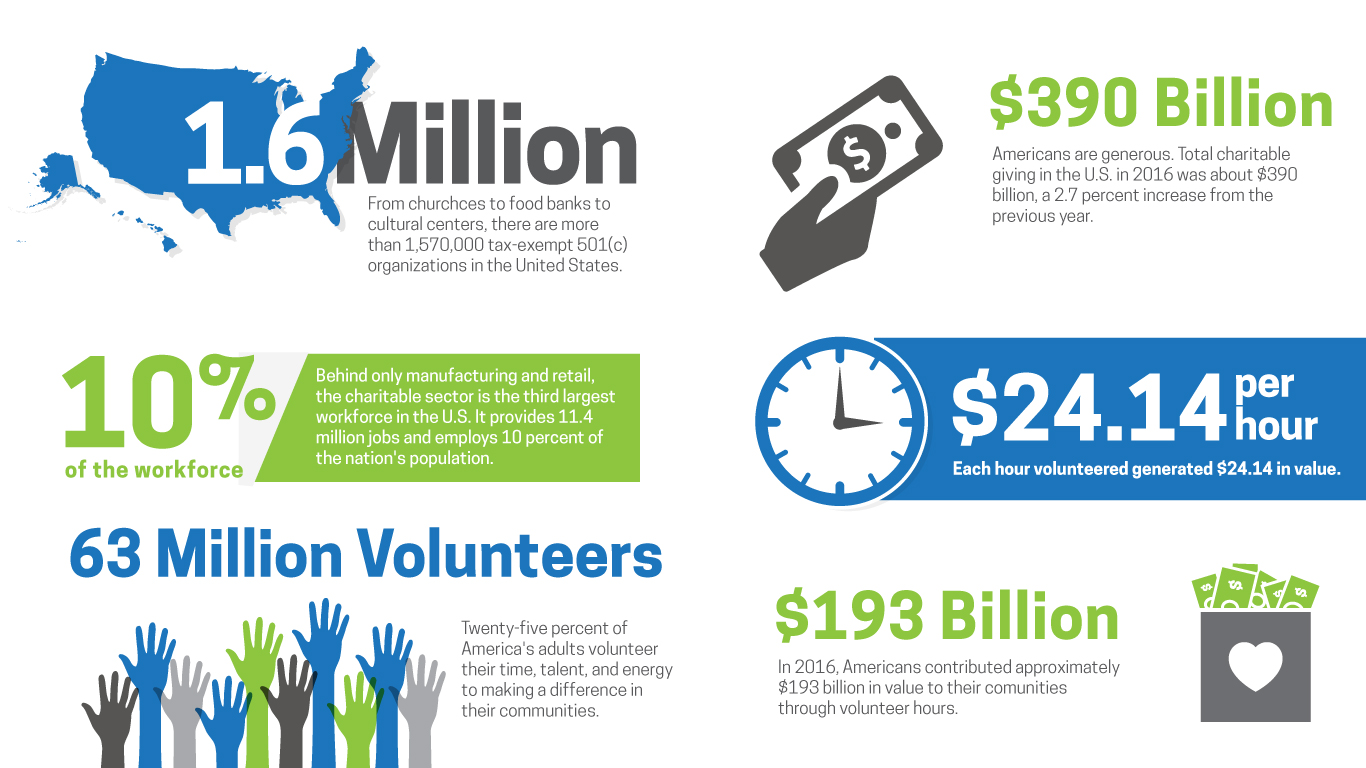 1.6 Million
From churchces to food banks to
cultural centers, there are more
than 1,570,000 tax-exempt 501(c)
organizations in the United States.
$390 Billion
Americans are generous. Total charitable
giving in the U.S. in 2016 was about $390
billion, a 2.7 percent increase from the
previous year.
10%
of the workforce
Behind only manufacturing and retail,
the charitable sector is the third largest
workforce in the U.S. It provides 11.4
million jobs and employs 10 percent of
the nation's population.
$24.14 per
hour
Each hour volunteered generated $24.14 in value.
63 Million Volunteers
Twenty-five percent of
America's adults volunteer
their time, talent, and energy
to making a difference in
their communities.
$193 Billion
In 2016, Americans contributed approximately
$193 billion in value to their comunities
through volunteer hours.